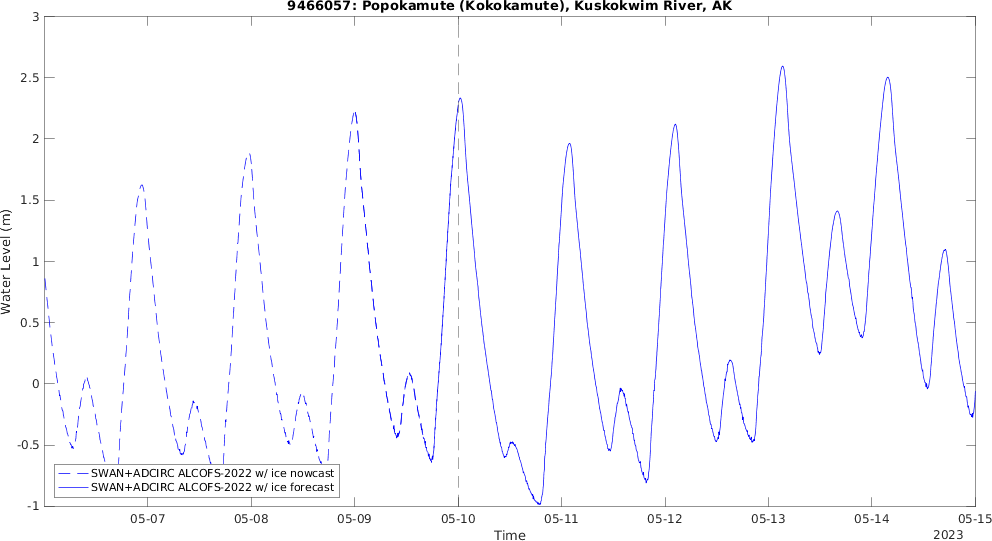 9466057: Popokamute (Kokokamute), Kuskokwim River, AK
3
2.5
2
1.5
1
0.5
0
-0.5
-1
Water Level (m)
SWAN+ADCIRC ALCOFS-2022 w/ ice nowcast
SWAN+ADCIRC ALCOFS-2022 w/ ice forecast
05-07 05-08 05-09 05-10 05-11 05-12 05-13 05-14 05-15
Time
2023